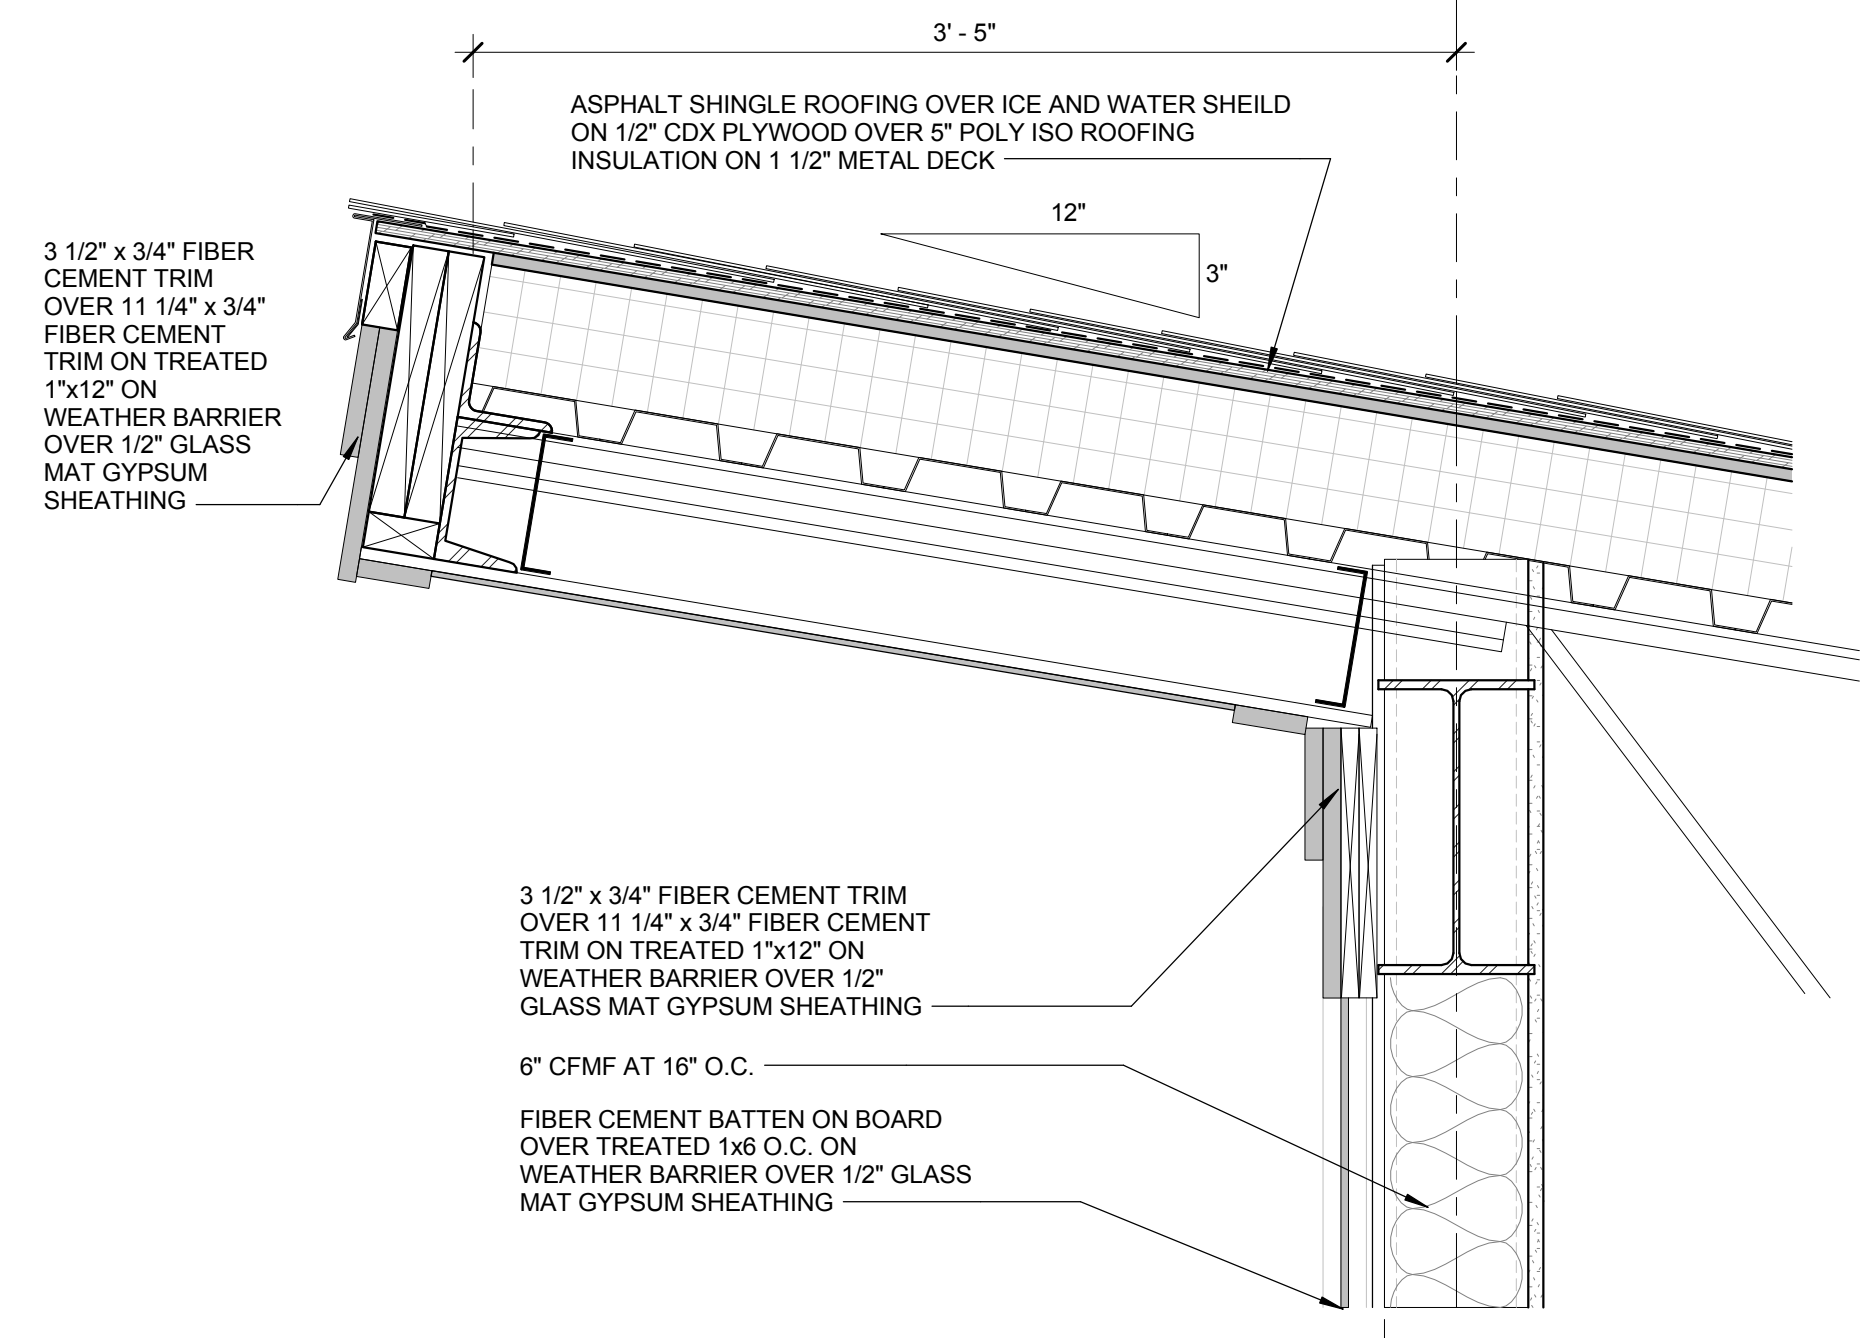 3' - 5"
ASPHALT SHINGLE ROOFING OVER ICE AND WATER SHEILD
ON 1/2" CDX PLYWOOD OVER 5" POLY ISO ROOFING
INSULATION ON 1 1/2" METAL DECK
12"
3"
3 1/2" x 3/4" FIBER
CEMENT TRIM
OVER 11 1/4" x 3/4"
FIBER CEMENT
TRIM ON TREATED
1"x12" ON
WEATHER BARRIER
OVER 1/2" GLASS
MAT GYPSUM
SHEATHING
3 1/2" x 3/4" FIBER CEMENT TRIM
OVER 11 1/4" x 3/4" FIBER CEMENT
TRIM ON TREATED 1"x12" ON
WEATHER BARRIER OVER 1/2"
GLASS MAT GYPSUM SHEATHING
6" CFMF AT 16" O.C.
FIBER CEMENT BATTEN ON BOARD
OVER TREATED 1x6 O.C. ON
WEATHER BARRIER OVER 1/2" GLASS
MAT GYPSUM SHEATHING